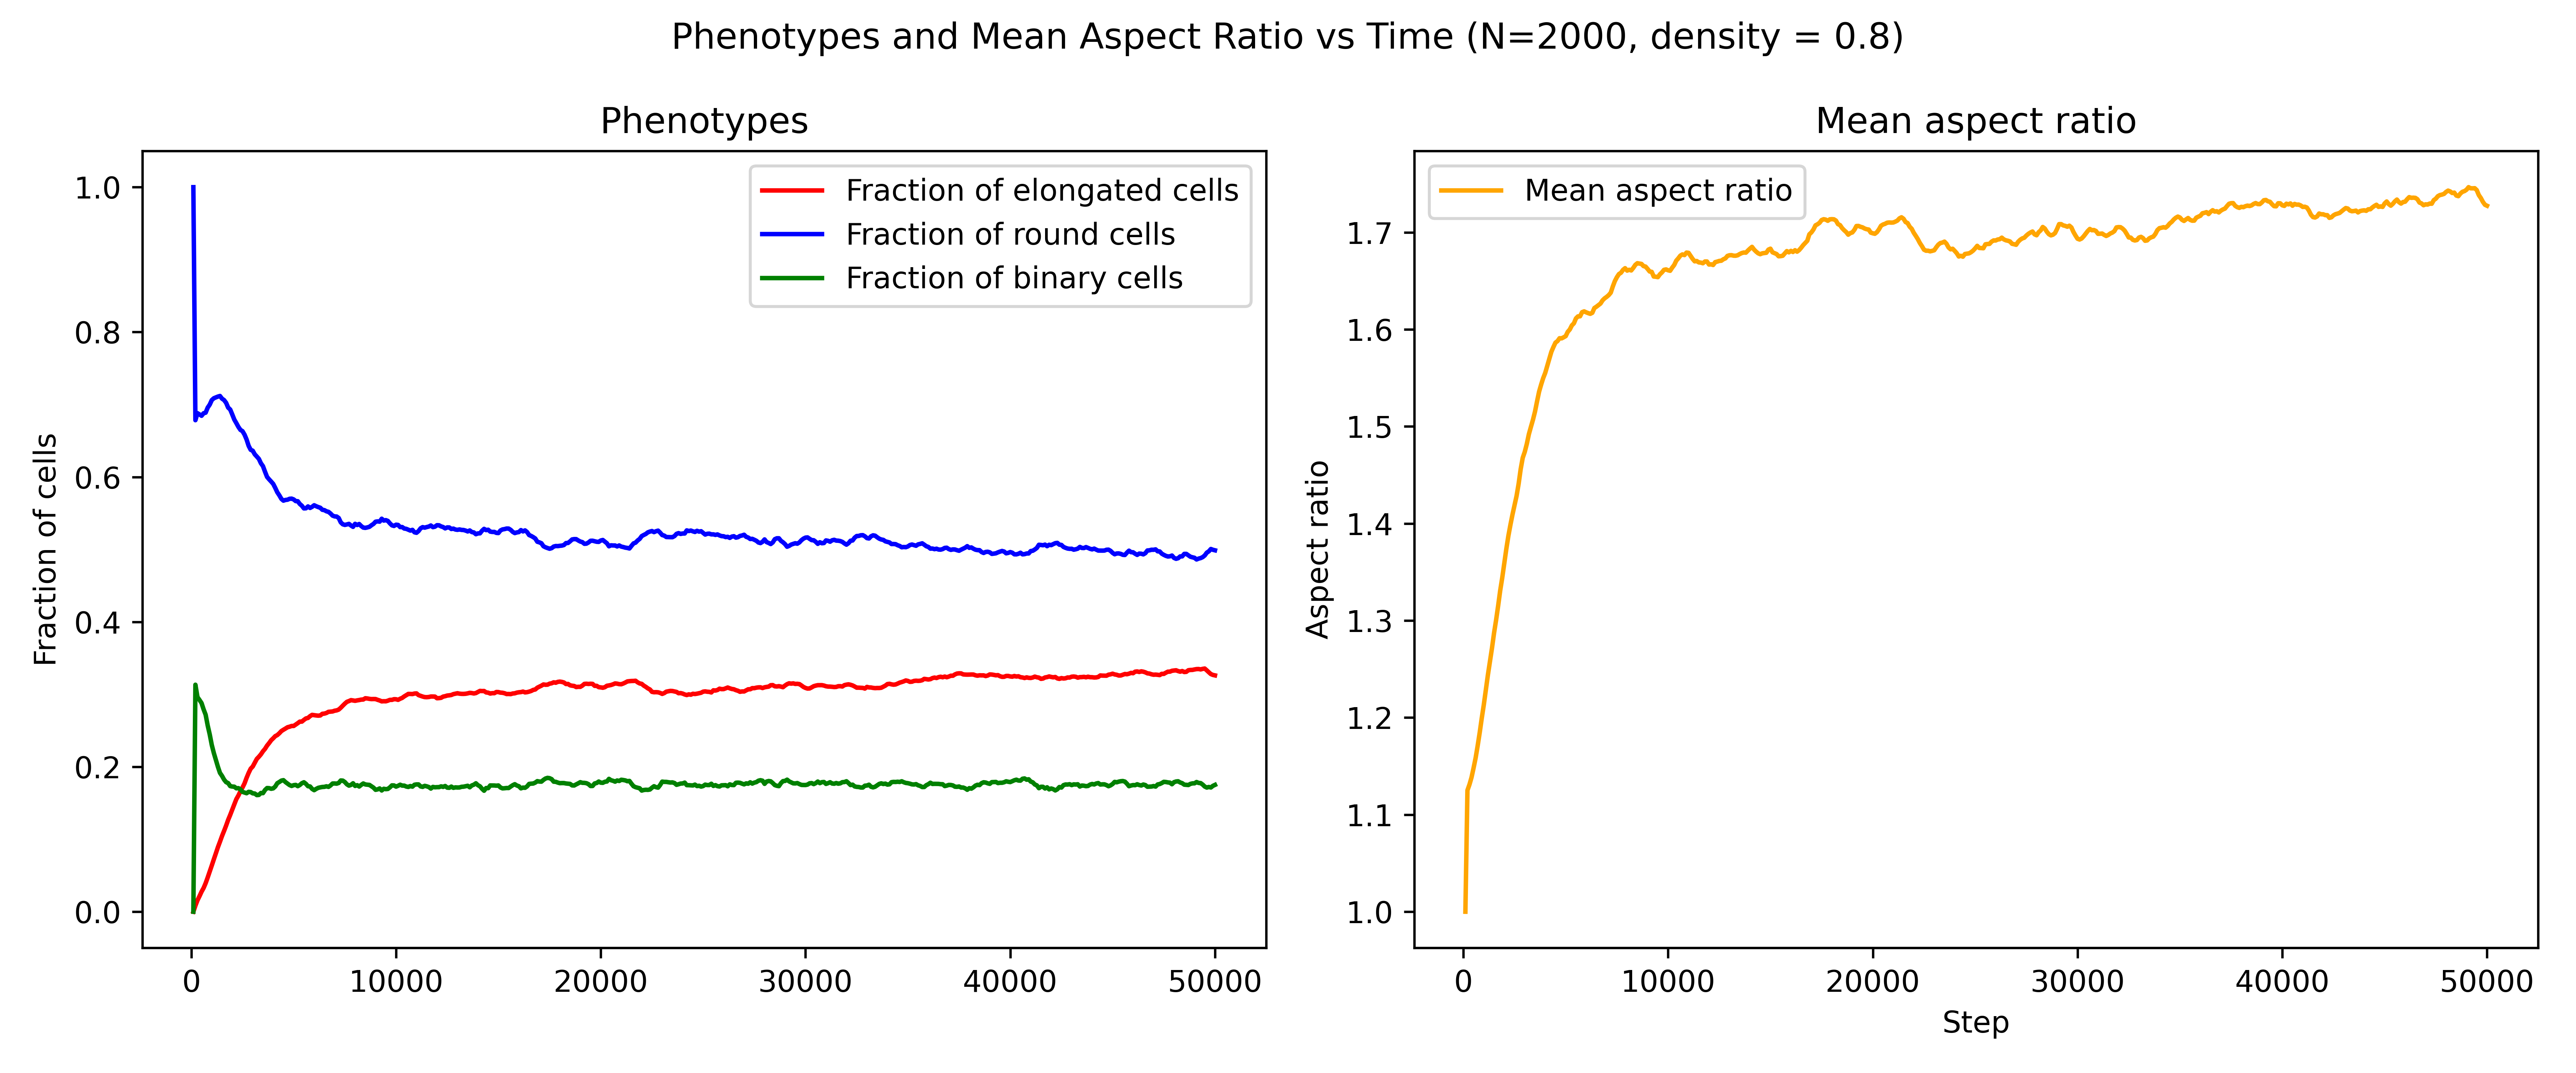 Phenotypes and Mean Aspect Ratio vs Time (N=2000, density = 0.8)
Phenotypes
Fraction of cells
1.0
0.8
0.6
0.4
0.2
0.0
Fraction of elongated cells
Fraction of round cells
Fraction of binary cells
0 10000 20000 30000 40000 50000
Mean aspect ratio
Aspect ratio
Mean aspect ratio
1.7
1.6
1.5
1.4
1.3
1.2
1.1
1.0
0 10000 20000 30000 40000 50000
Step